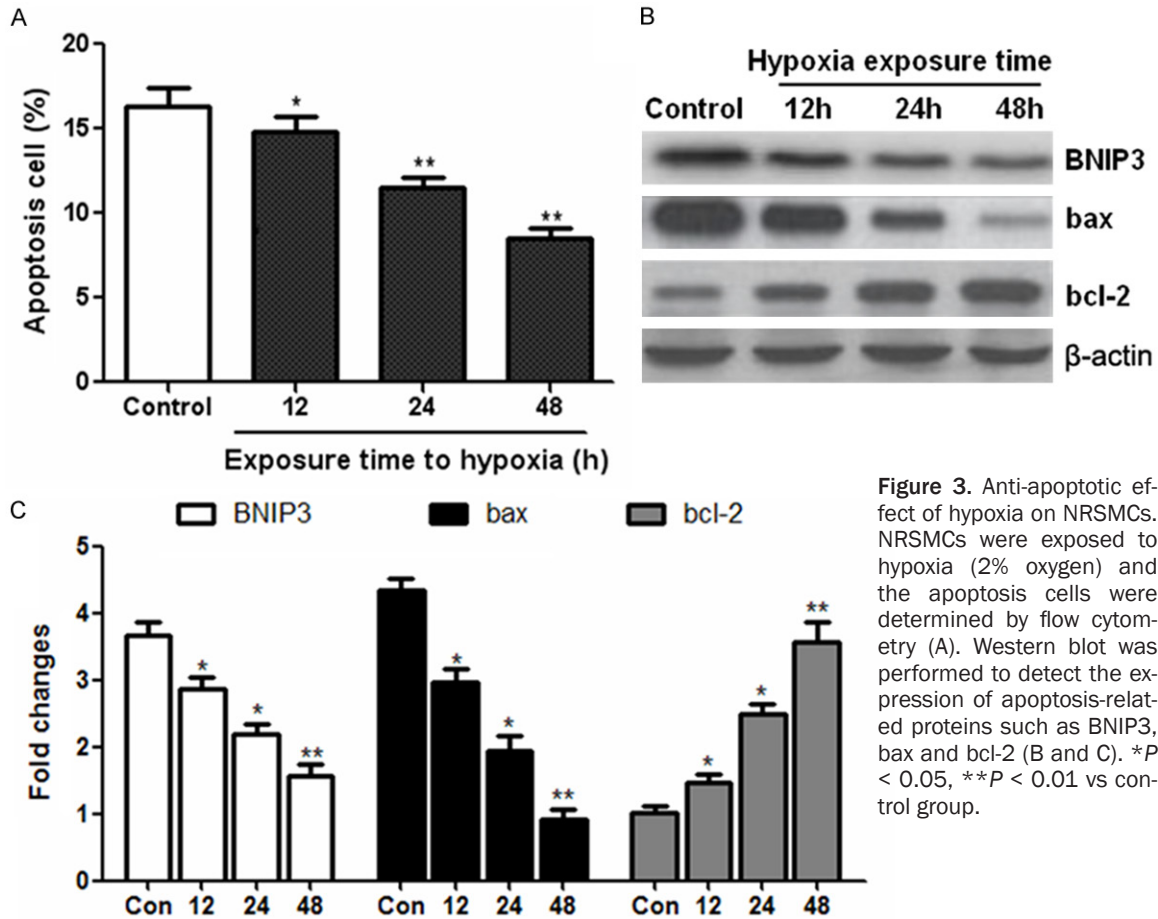 A
20
15
10
5
0
Apoptosis cell (%)
*
**
**
Control 12 24 48
Exposure time to hypoxia (h)
B
Hypoxia exposure time
Control 12h 24h 48h
BNIP3
bax
bcl-2
β-actin
C
BNIP3 bax bcl-2
5
4
3
2
1
0
Fold changes
* * **
* * **
* * **
Con 12 24 48 Con 12 24 48 Con 12 24 48
Figure 3. Anti-apoptotic ef-
fect of hypoxia on NRSMCs.
NRSMCs were exposed to
hypoxia (2% oxygen) and
the apoptosis cells were
determined by flow cytom-
etry (A). Western blot was
performed to detect the ex-
pression of apoptosis-relat-
ed proteins such as BNIP3,
bax and bcl-2 (B and C). *P
< 0.05, **P < 0.01 vs con-
trol group.